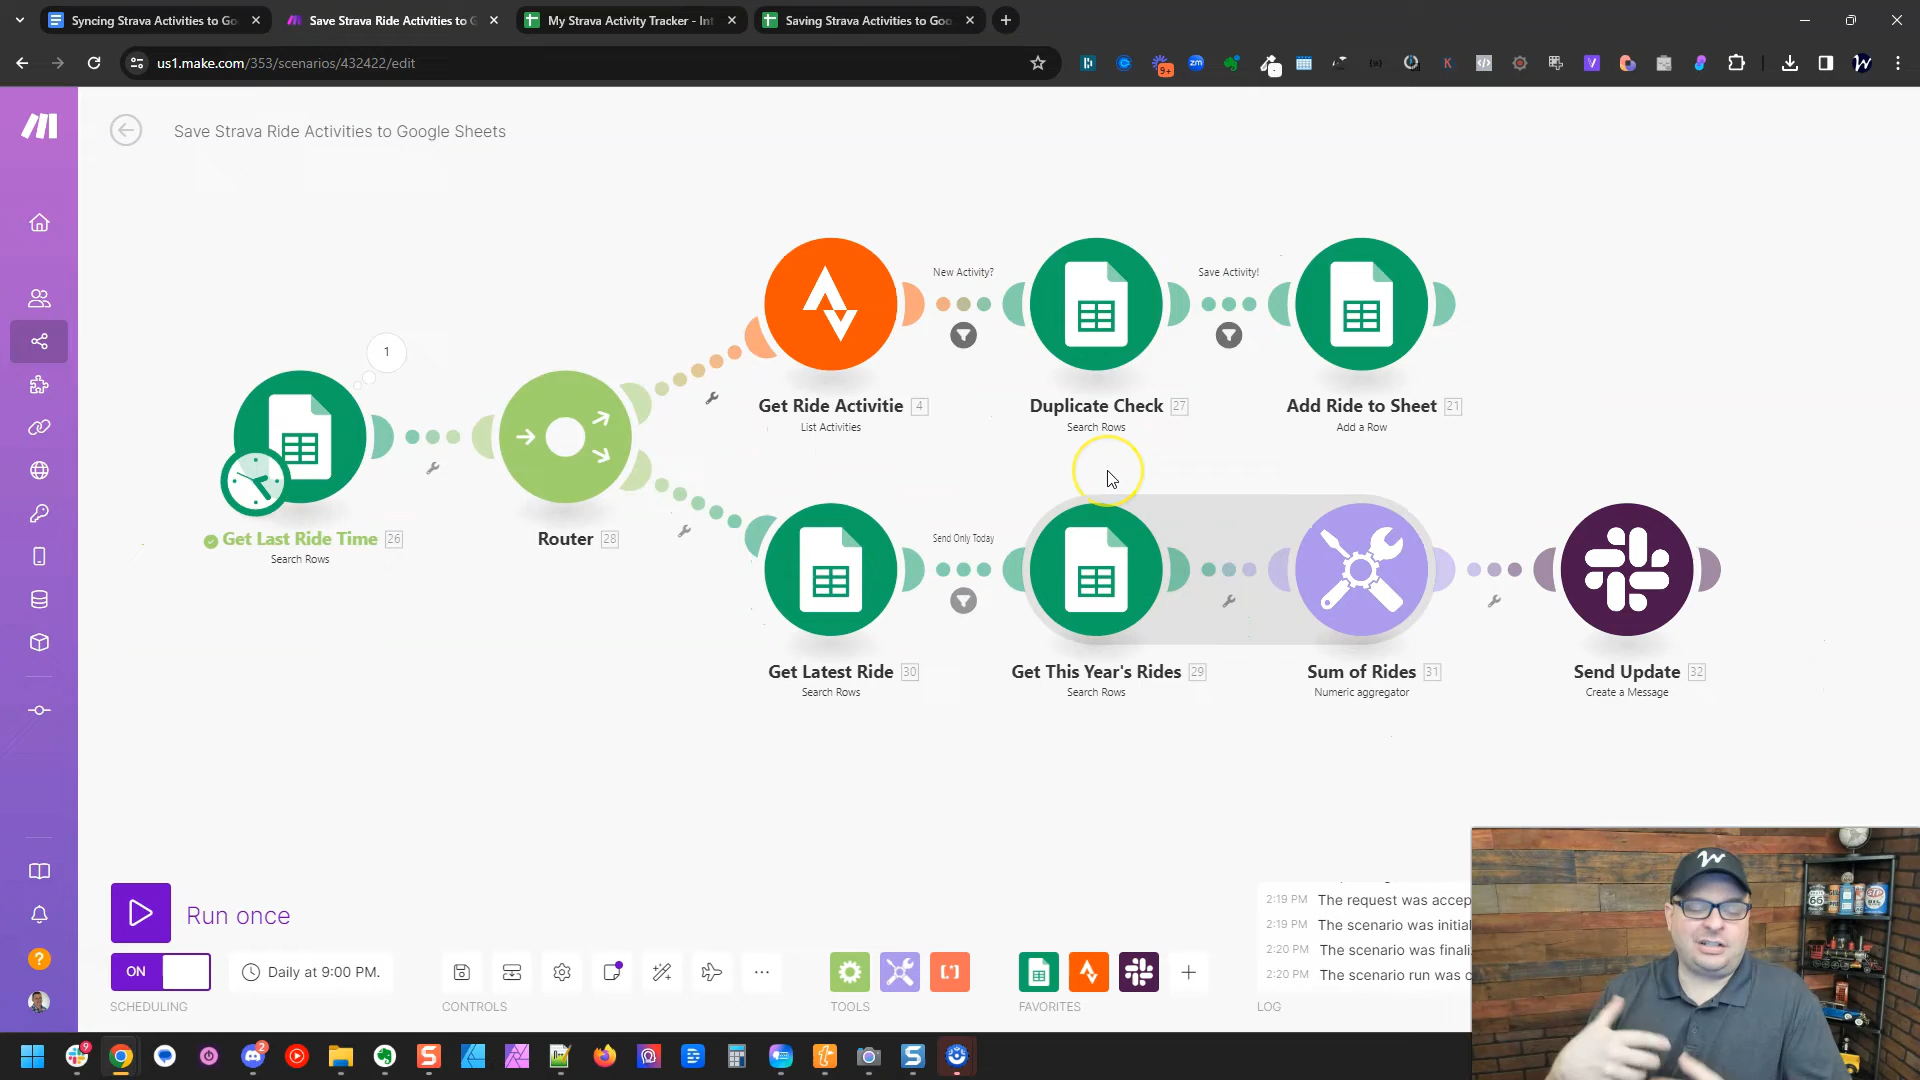 Syncing Strava Activities to Go
Save Strava Ride Activities to G
My Strava Activity Tracker - Int
Saving Strava Activities to Goo
us1.make.com/353/scenarios/432422/edit
9+
zm
K
V
Save Strava Ride Activities to Google Sheets
New Activity?
Save Activity!
1
Get Ride Activitie 4
List Activities
Duplicate Check 27
Search Rows
Add Ride to Sheet 21
Add a Row
Get Last Ride Time 26
Search Rows
Router 28
Send Only Today
Get Latest Ride 30
Search Rows
Get This Year's Rides 29
Search Rows
Sum of Rides 31
Numeric aggregator
Send Update 32
Create a Message
Run once
2:19 PM The request was accep
2:19 PM The scenario was initial
2:20 PM The scenario was finali
2:20 PM The scenario run was c
ON
Daily at 9:00 PM.
SCHEDULING
CONTROLS
TOOLS
FAVORITES
LOG
?
9
2